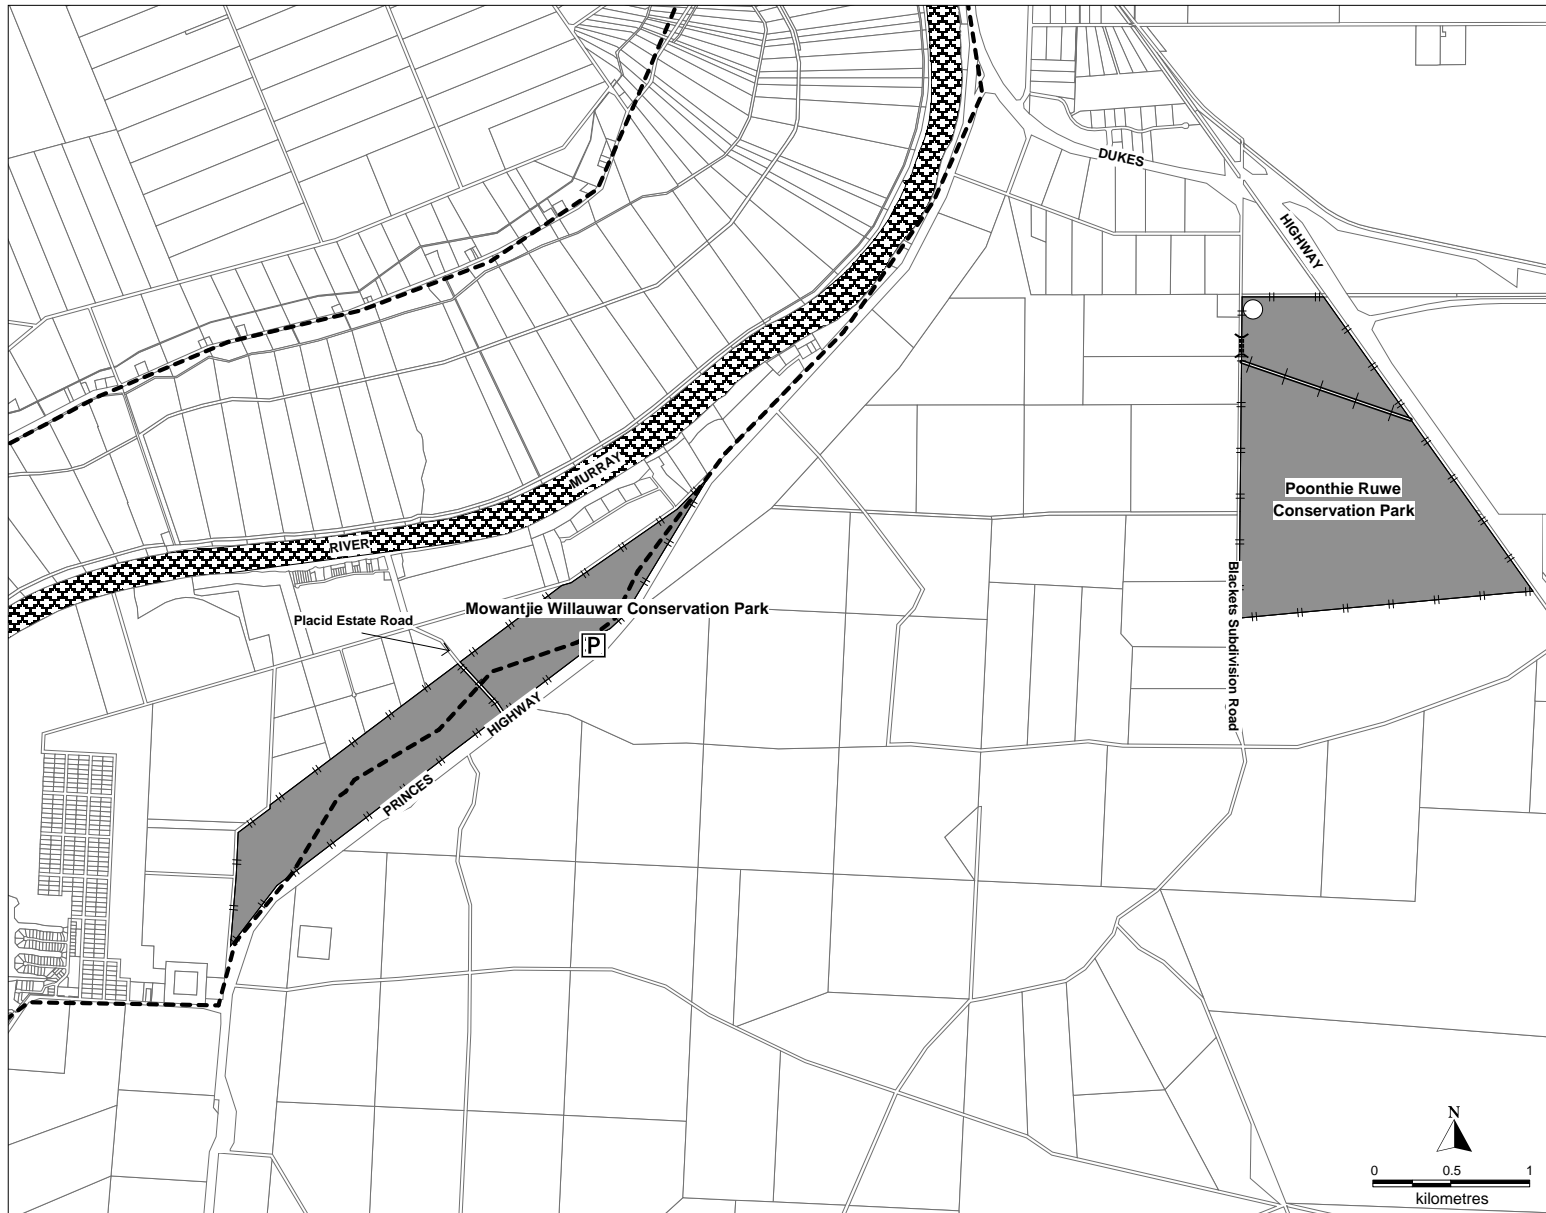 DUKES
HIGHWAY
MURRAY
RIVER
Poonthie Ruwe
Conservation Park
Mowantjie Willauwar Conservation Park
Placid Estate Road
P
HIGHWAY
PRINCES
Blackets Subdivision Road
N
0 0.5 1
kilometres